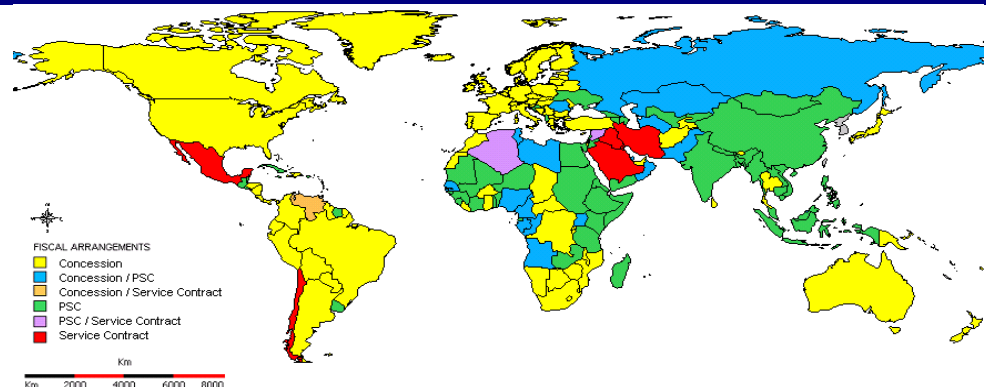 FISCAL ARRANGEMENTS
Concession
Concession / PSC
Concession / Service Contract
PSC
PSC / Service Contract
Service Contract
Km
Km 2000 4000 6000 8000